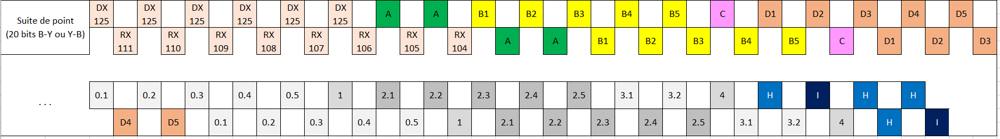 DX 125 DX 125 DX 125 DX 125 DX 125 DX 125 A A B1 B2 B3 B4 B5 C D1 D2 D3 D4 D5
Suite de point
(20 bits B-Y ou Y-B)
RX 111 RX 110 RX 109 RX 108 RX 107 RX 106 RX 105 RX 104 A A B1 B2 B3 B4 B5 C D1 D2 D3
. . .
0.1 0.2 0.3 0.4 0.5 1 2.1 2.2 2.3 2.4 2.5 3.1 3.2 4 H I H H
D4 D5 0.1 0.2 0.3 0.4 0.5 1 2.1 2.2 2.3 2.4 2.5 3.1 3.2 4 H I